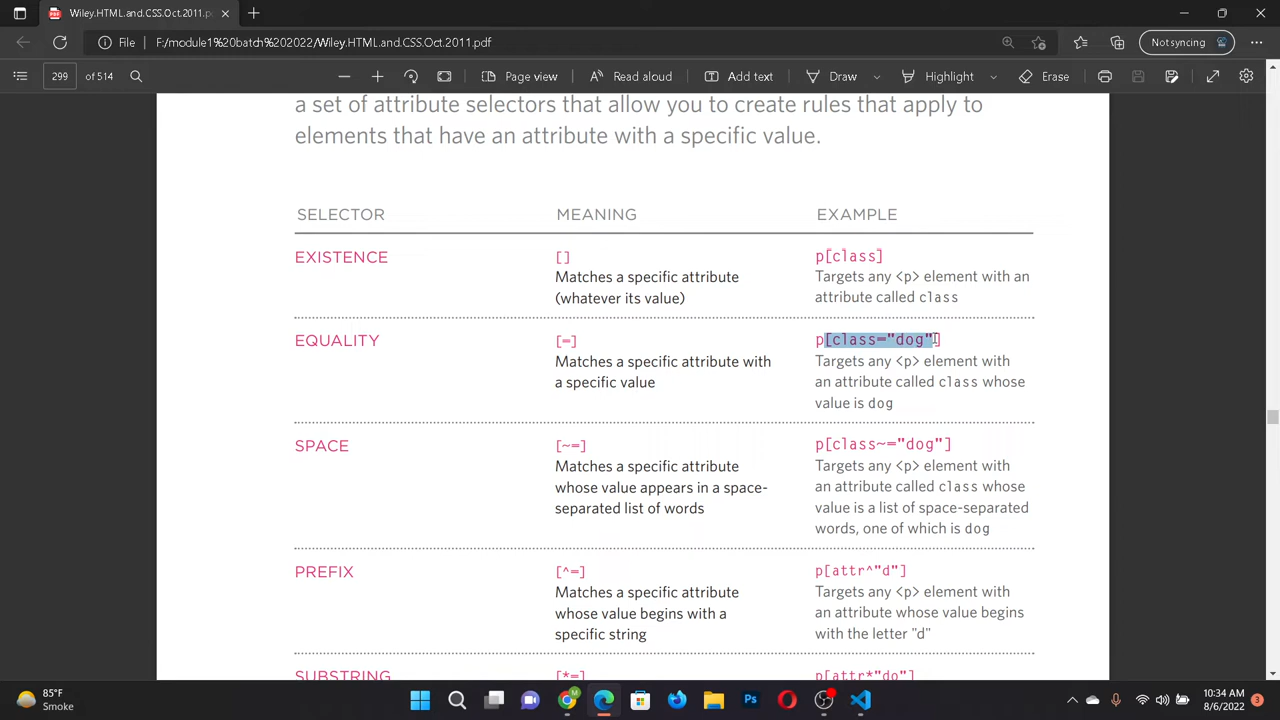 Wiley.HTML.and.CSS.Oct.2011.p
File
F:/module1%20batch%202022/Wiley.HTML.and.CSS.Oct.2011.pdf
Not syncing
299 of 514
Page view
Read aloud
Add text
Draw
Highlight
Erase
a set of attribute selectors that allow you to create rules that apply to
elements that have an attribute with a specific value.
SELECTOR MEANING EXAMPLE
EXISTENCE
[]
Matches a specific attribute
(whatever its value)
p[class]
Targets any <p> element with an
attribute called class
EQUALITY
[=]
Matches a specific attribute with
a specific value
p[class="dog"]
Targets any <p> element with
an attribute called class whose
value is dog
SPACE
[~=]
Matches a specific attribute
whose value appears in a space-
separated list of words
p[class~="dog"]
Targets any <p> element with
an attribute called class whose
value is a list of space-separated
words, one of which is dog
PREFIX
[^=]
Matches a specific attribute
whose value begins with a
specific string
p[attr^"d"]
Targets any <p> element with
an attribute whose value begins
with the letter "d"
SUBSTRING
[*=]
p[attr*"do"]
85°F
Smoke
M
Ps
10:34 AM
8/6/2022
3